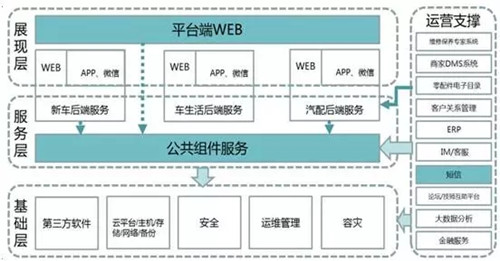 展现层
平台端WEB
WEB
APP、微信
新车后端服务
WEB
APP、微信
车生活后端服务
WEB
APP、微信
汽配后端服务
服务层
公共组件服务
基础层
第三方软件
云平台/主机/存
储/网络/备份
安全
运维管理
容灾
运营支撑
维修保养专家系统
商家DMS系统
零配件电子目录
客户关系管理
ERP
IM/客服
短信
论坛/技师互助平台
大数据分析
金融服务